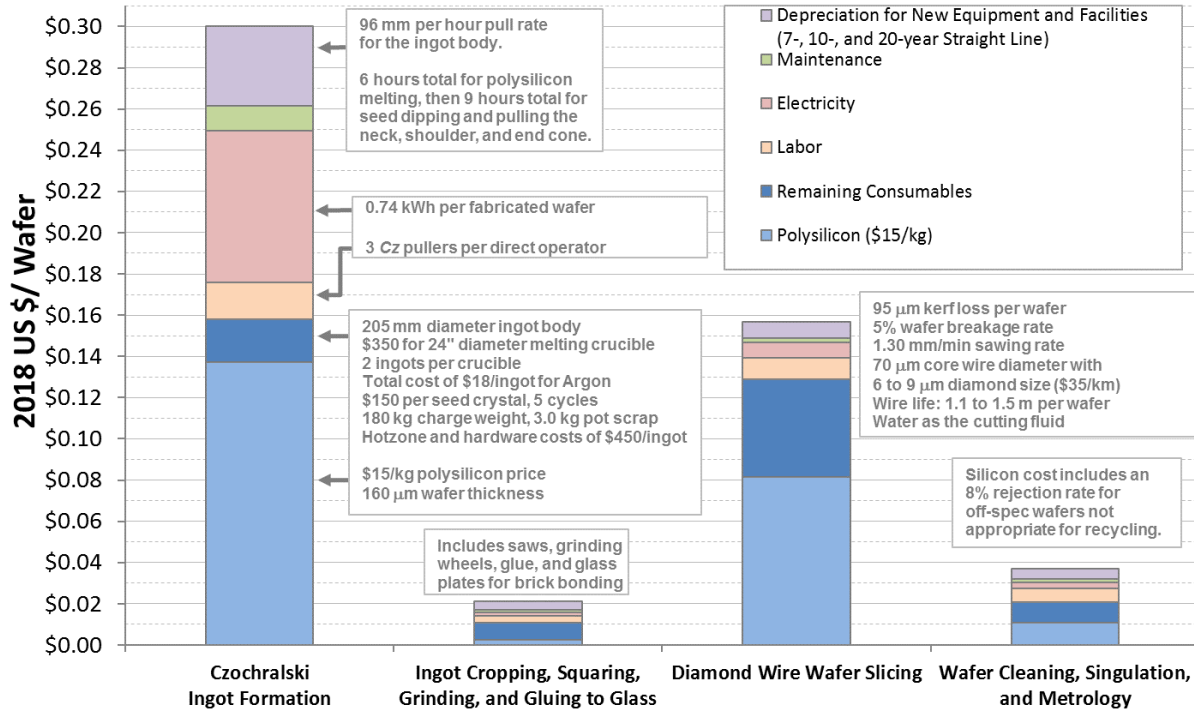 2018 US $/ Wafer
$0.30
$0.28
$0.26
$0.24
$0.22
$0.20
$0.18
$0.16
$0.14
$0.12
$0.10
$0.08
$0.06
$0.04
$0.02
$0.00
96 mm per hour pull rate
for the ingot body.
6 hours total for polysilicon
melting, then 9 hours total for
seed dipping and pulling the
neck, shoulder, and end cone.
0.74 kWh per fabricated wafer
3 Cz pullers per direct operator
205 mm diameter ingot body
$350 for 24" diameter melting crucible
2 ingots per crucible
Total cost of $18/ingot for Argon
$150 per seed crystal, 5 cycles
180 kg charge weight, 3.0 kg pot scrap
Hotzone and hardware costs of $450/ingot
$15/kg polysilicon price
160 µm wafer thickness
Includes saws, grinding
wheels, glue, and glass
plates for brick bonding
Depreciation for New Equipment and Facilities
(7-, 10-, and 20-year Straight Line)
Maintenance
Electricity
Labor
Remaining Consumables
Polysilicon ($15/kg)
95 µm kerf loss per wafer
5% wafer breakage rate
1.30 mm/min sawing rate
70 µm core wire diameter with
6 to 9 µm diamond size ($35/km)
Wire life: 1.1 to 1.5 m per wafer
Water as the cutting fluid
Silicon cost includes an
8% rejection rate for
off-spec wafers not
appropriate for recycling.
Czochralski
Ingot Formation
Ingot Cropping, Squaring,
Grinding, and Gluing to Glass
Diamond Wire Wafer Slicing
Wafer Cleaning, Singulation,
and Metrology